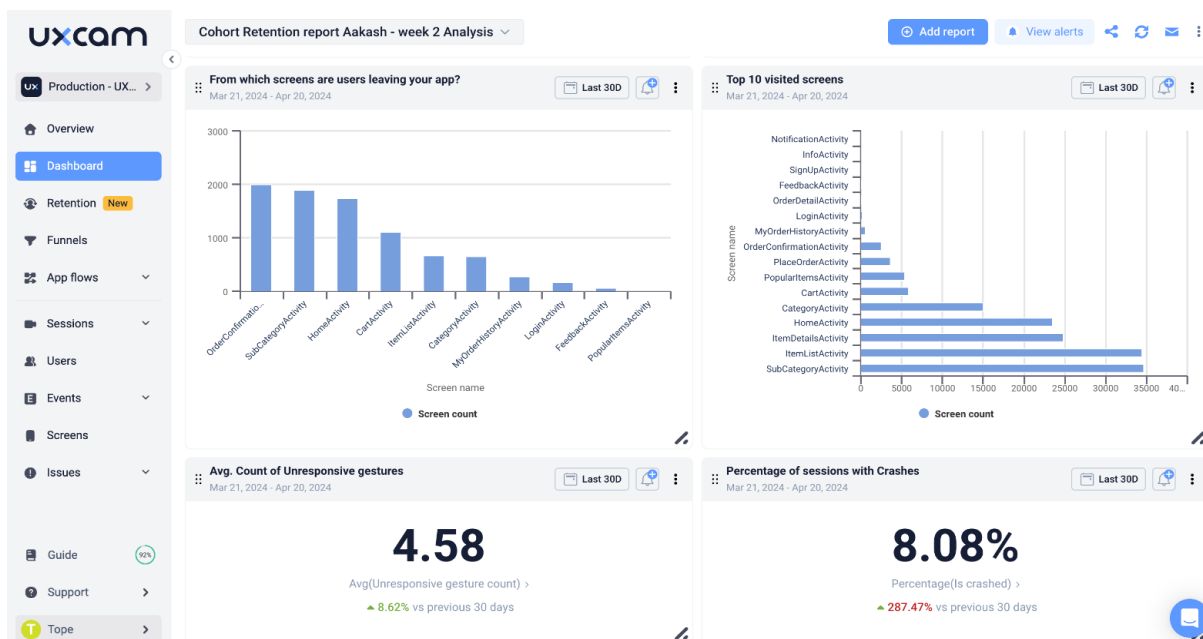 uxcam
Cohort Retention report Aakash - week 2 Analysis
Add report
View alerts
UX Production - UX...
Overview
Dashboard
Retention New
Funnels
App flows
Sessions
Users
Events
Screens
Issues
Guide 92%
Support
T Tope
From which screens are users leaving your app?
Mar 21, 2024 - Apr 20, 2024
Last 30D
3000
2000
1000
0
OrderConfirmatio...
SubCategoryActivity
HomeActivity
CartActivity
ItemListActivity
CategoryActivity
MyOrderHistoryActivity
LoginActivity
FeedbackActivity
PopularItemsActivity
Screen name
Screen count
Top 10 visited screens
Mar 21, 2024 - Apr 20, 2024
Last 30D
Screen name
NotificationActivity
InfoActivity
SignUpActivity
FeedbackActivity
OrderDetailActivity
LoginActivity
MyOrderHistoryActivity
OrderConfirmationActivity
PlaceOrderActivity
PopularItemsActivity
CartActivity
CategoryActivity
HomeActivity
ItemDetailsActivity
ItemListActivity
SubCategoryActivity
0 5000 10000 15000 20000 25000 30000 35000 40...
Screen count
Avg. Count of Unresponsive gestures
Mar 21, 2024 - Apr 20, 2024
Last 30D
4.58
Avg(Unresponsive gesture count) >
8.62% vs previous 30 days
Percentage of sessions with Crashes
Mar 21, 2024 - Apr 20, 2024
Last 30D
8.08%
Percentage(Is crashed) >
287.47% vs previous 30 days